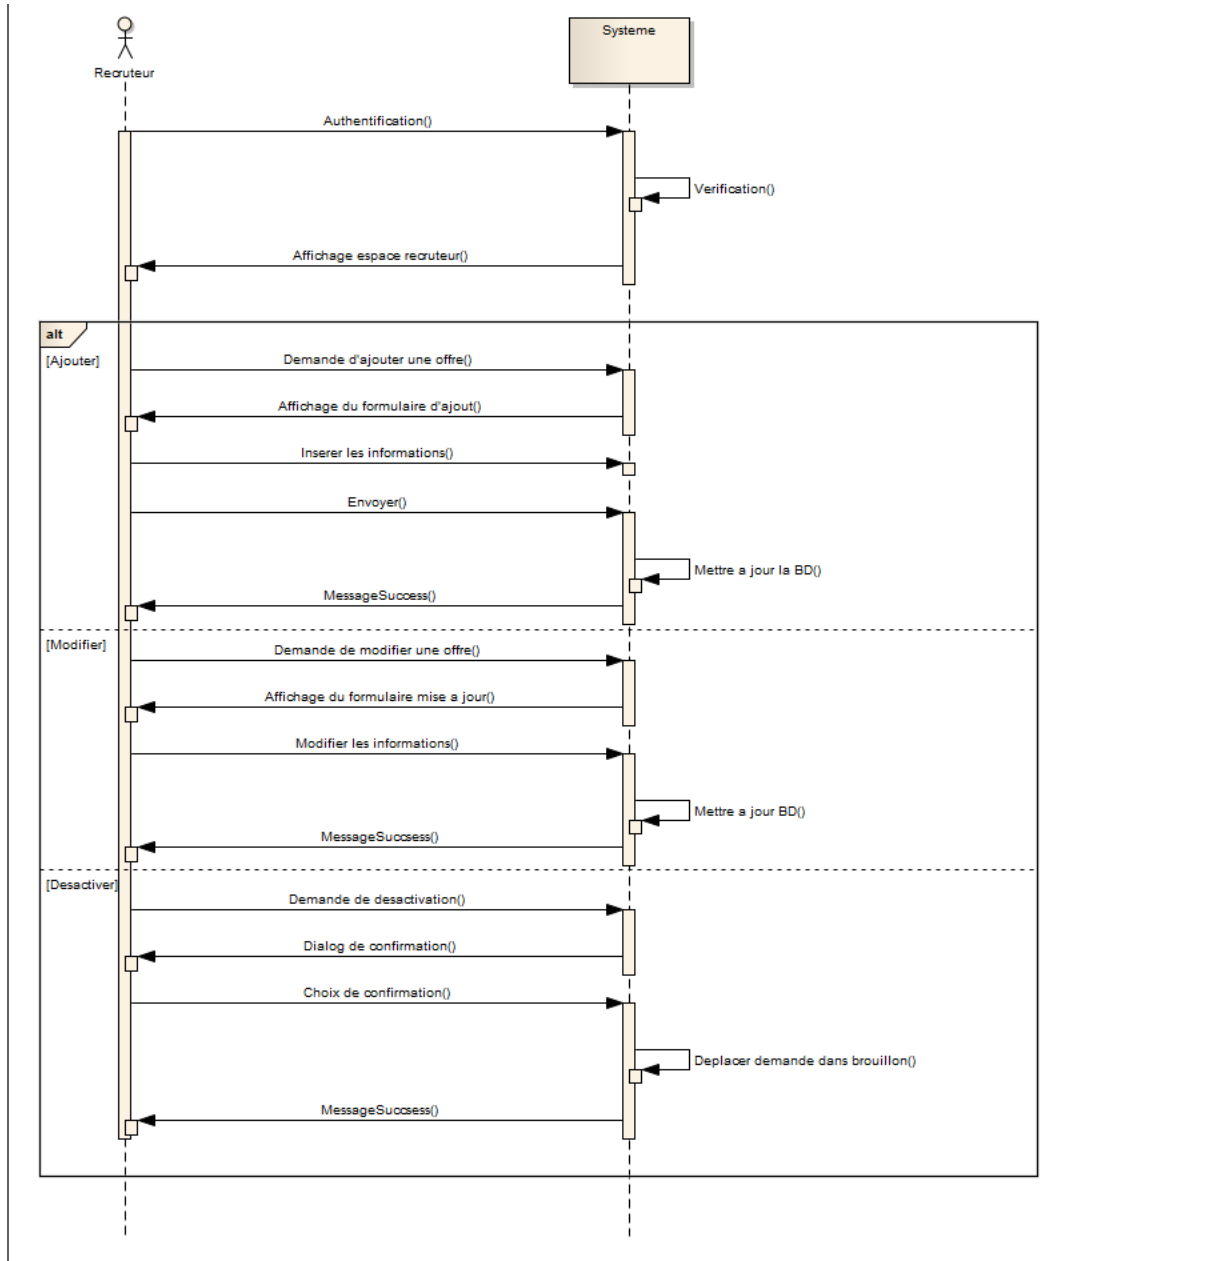 Recruteur
Systeme
Authentification()
Verification()
Affichage espace recruteur()
alt
[Ajouter]
Demande d'ajouter une offre()
Affichage du formulaire d'ajout()
Inserer les informations()
Envoyer()
Mettre a jour la BD()
MessageSuccess()
[Modifier]
Demande de modifier une offre()
Affichage du formulaire mise a jour()
Modifier les informations()
Mettre a jour BD()
MessageSuccsess()
[Desactiver]
Demande de desactivation()
Dialog de confirmation()
Choix de confirmation()
Deplacer demande dans brouillon()
MessageSuccsess()